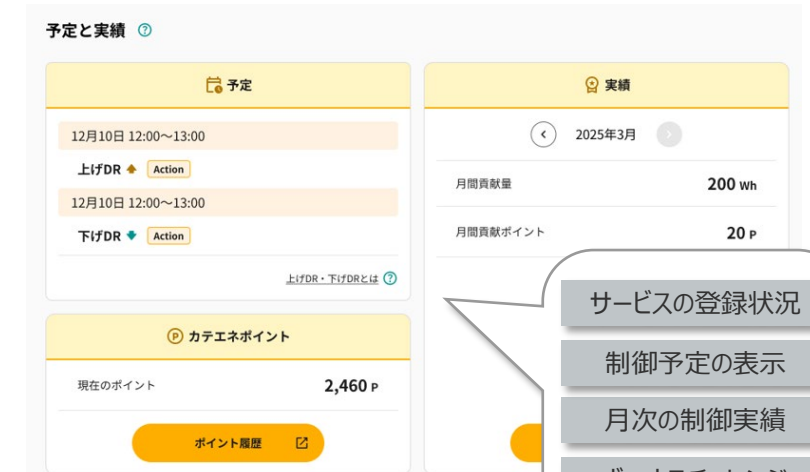 予定と実績 ?
予定
12月10日 12:00～13:00
上げDR Action
12月10日 12:00～13:00
下げDR Action
上げDR・下げDRとは ?
P カテエネポイント
現在のポイント 2,460 P
ポイント履歴
実績
2025年3月
月間貢献量 200 Wh
月間貢献ポイント 20 P
サービスの登録状況
制御予定の表示
月次の制御実績